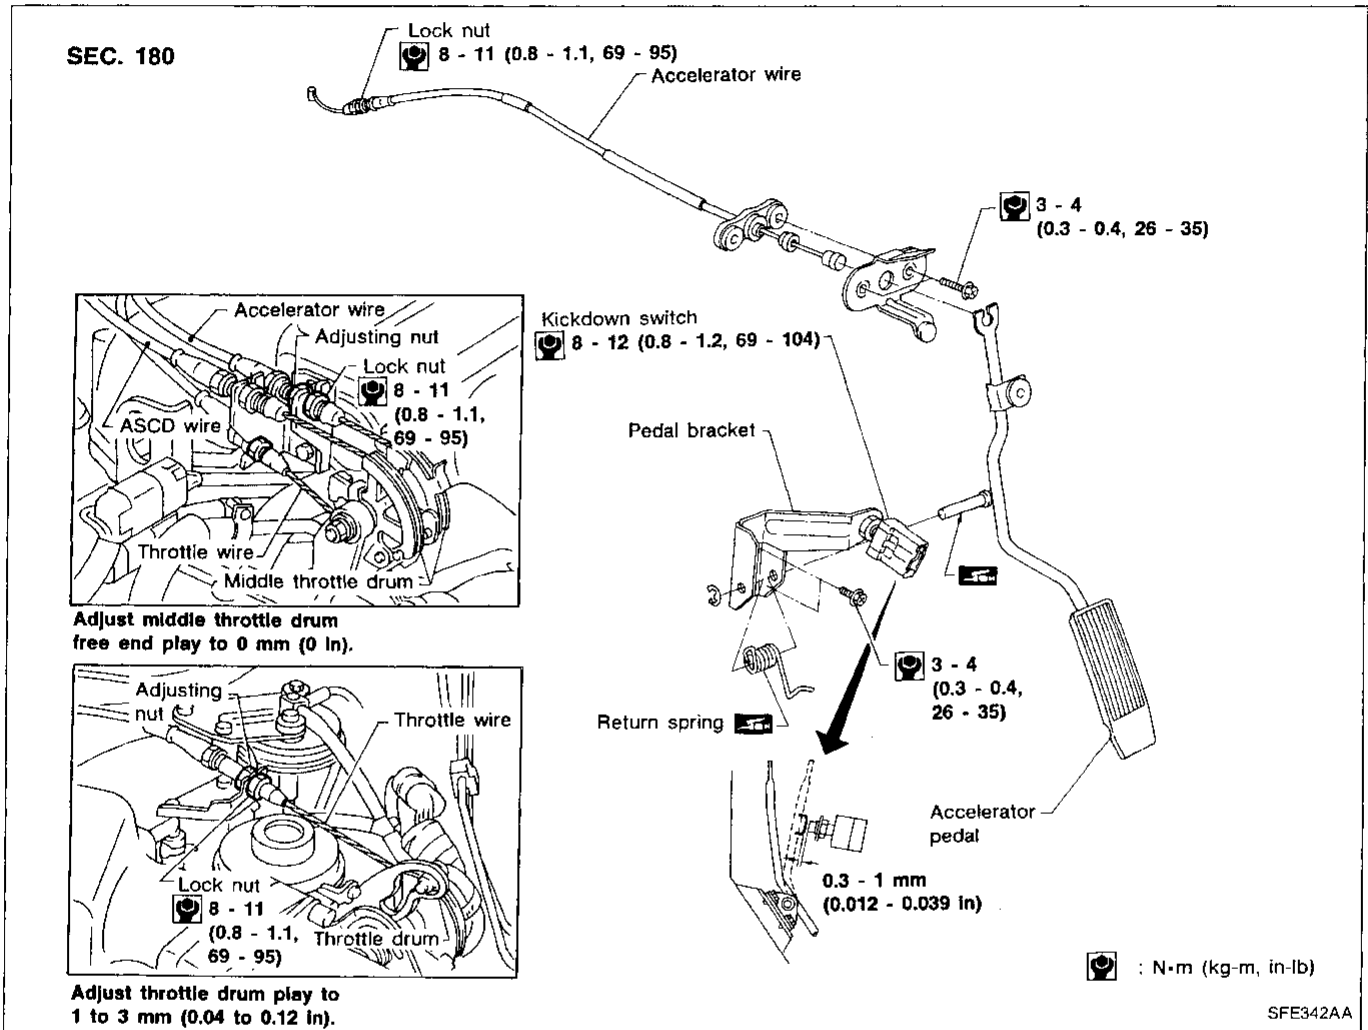 SEC. 180
Lock nut
8 - 11 (0.8 - 1.1, 69 - 95)
Accelerator wire
3 - 4
(0.3 - 0.4, 26 - 35)
Kickdown switch
8 - 12 (0.8 - 1.2, 69 - 104)
Pedal bracket
3 - 4
(0.3 - 0.4,
26 - 35)
Return spring
Accelerator
pedal
0.3 - 1 mm
(0.012 - 0.039 in)
Accelerator wire
Adjusting nut
Lock nut
8 - 11
(0.8 - 1.1,
69 - 95)
ASCD wire
Throttle wire
Middle throttle drum
Adjust middle throttle drum
free end play to 0 mm (0 in).
Adjusting
nut
Throttle wire
Lock nut
8 - 11
(0.8 - 1.1,
69 - 95)
Throttle drum
Adjust throttle drum play to
1 to 3 mm (0.04 to 0.12 in).
: N•m (kg-m, in-lb)
SFE342AA